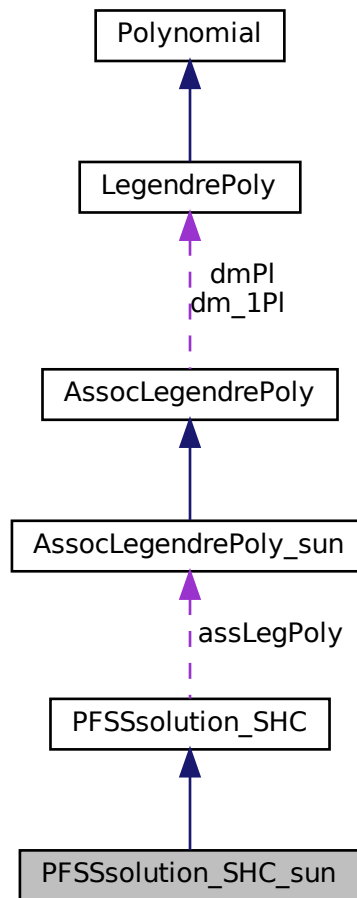 Polynomial
LegendrePoly
dmPl
dm_1Pl
AssocLegendrePoly
AssocLegendrePoly_sun
assLegPoly
PFSSsolution_SHC
PFSSsolution_SHC_sun